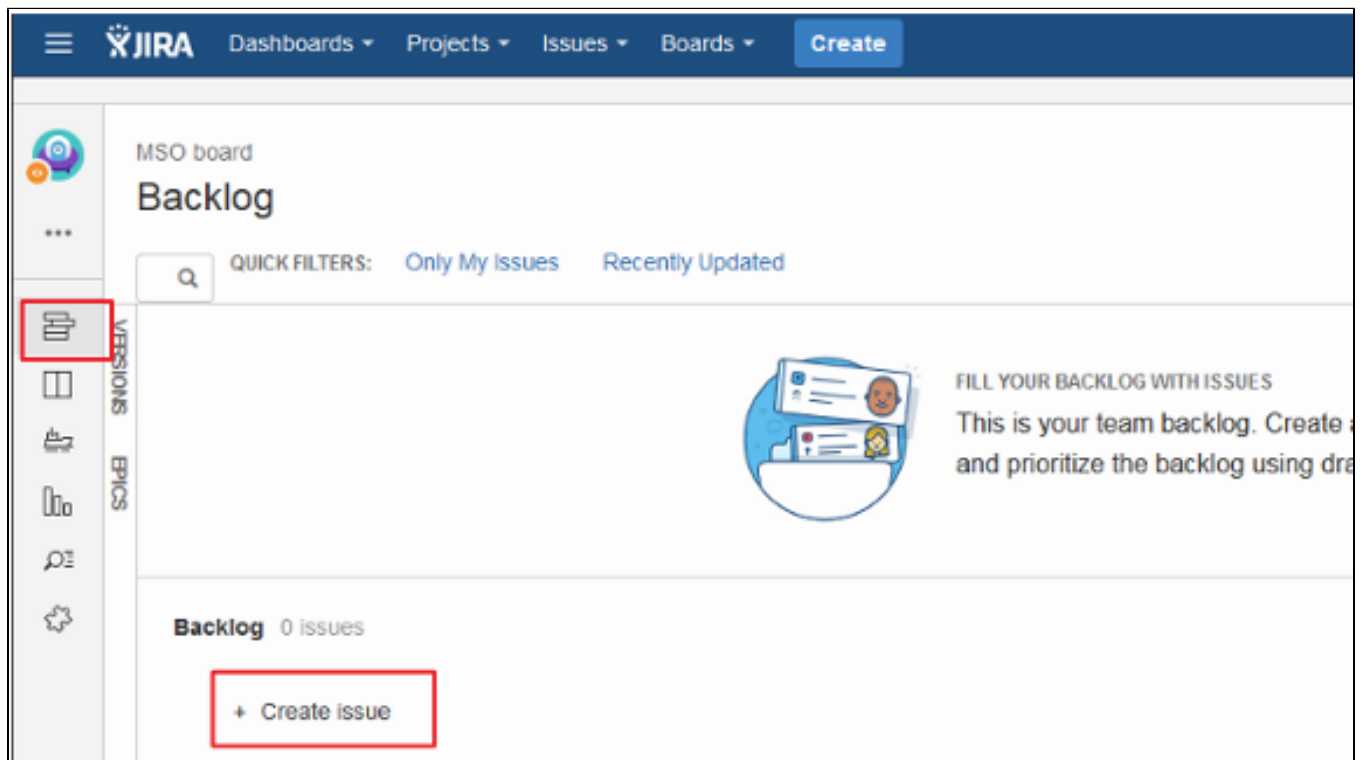 JIRA Dashboards Projects Issues Boards Create
MSO board
Backlog
QUICK FILTERS: Only My Issues Recently Updated
VERSIONS
EPICS
FILL YOUR BACKLOG WITH ISSUES
This is your team backlog. Create
and prioritize the backlog using
Backlog 0 issues
+ Create issue